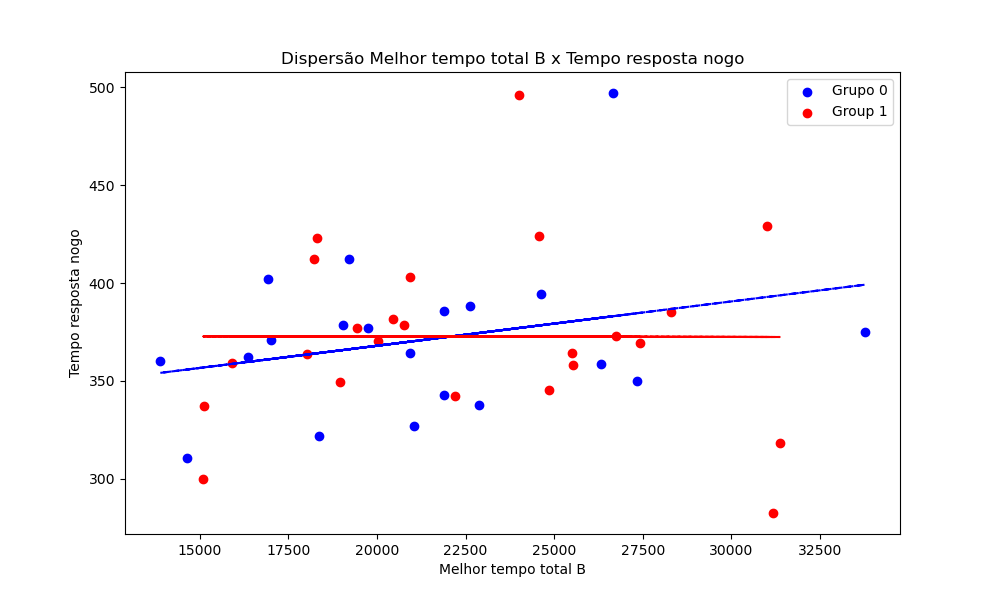 Dispersão Melhor tempo total B x Tempo resposta nogo
Grupo 0
Group 1
Tempo resposta nogo
500
450
400
350
300
15000 17500 20000 22500 25000 27500 30000 32500
Melhor tempo total B